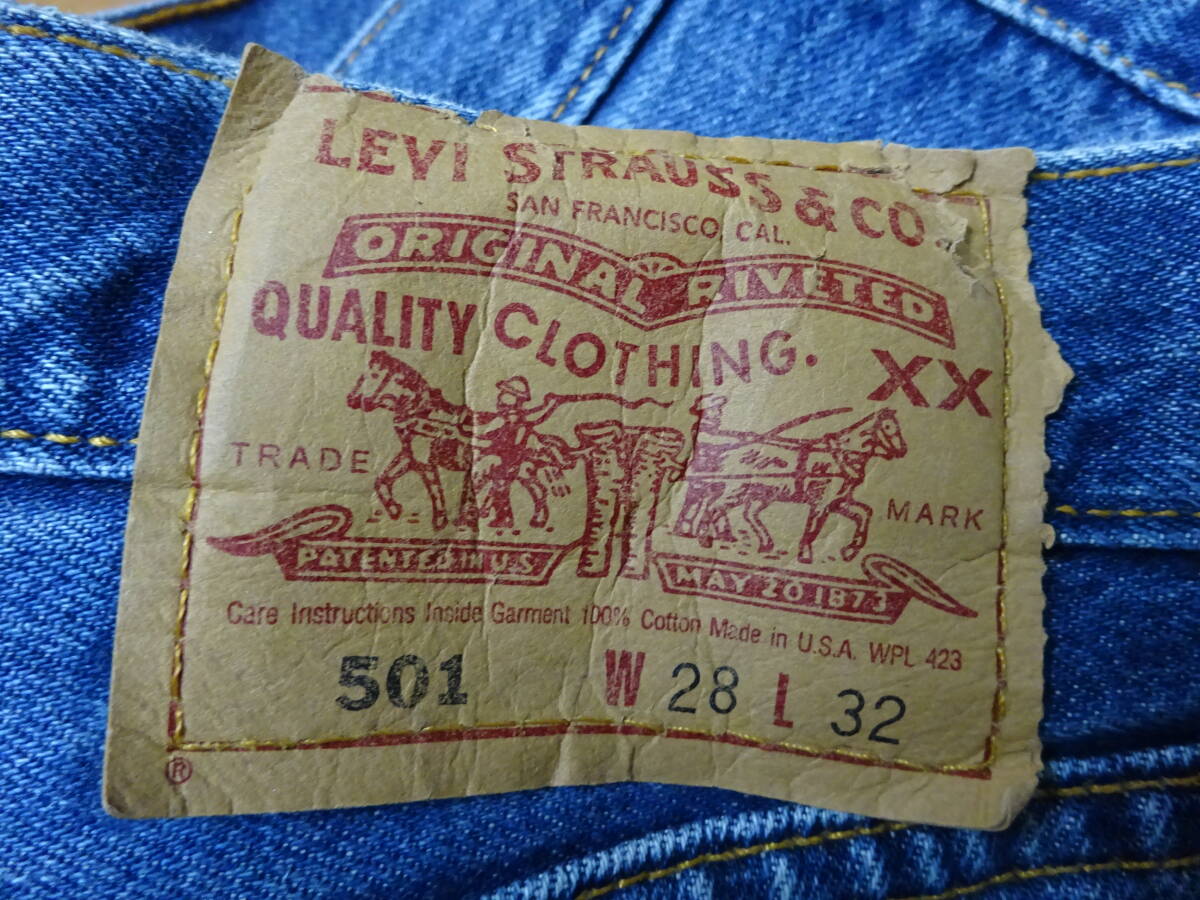 LEVI STRAUSS & CO.
SAN FRANCISCO, CAL.
ORIGINAL RIVETED
QUALITY CLOTHING.
XX
TRADE MARK
PATENTED IN U.S
MAY 20 1873
Care Instructions Inside Garment 100% Cotton Made in U.S.A. WPL 423
501 W 28 L 32
®